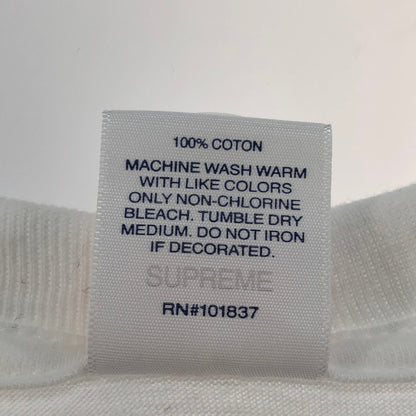 100% COTON
MACHINE WASH WARM
WITH LIKE COLORS
ONLY NON-CHLORINE
BLEACH. TUMBLE DRY
MEDIUM. DO NOT IRON
IF DECORATED.
SUPREME
RN#101837